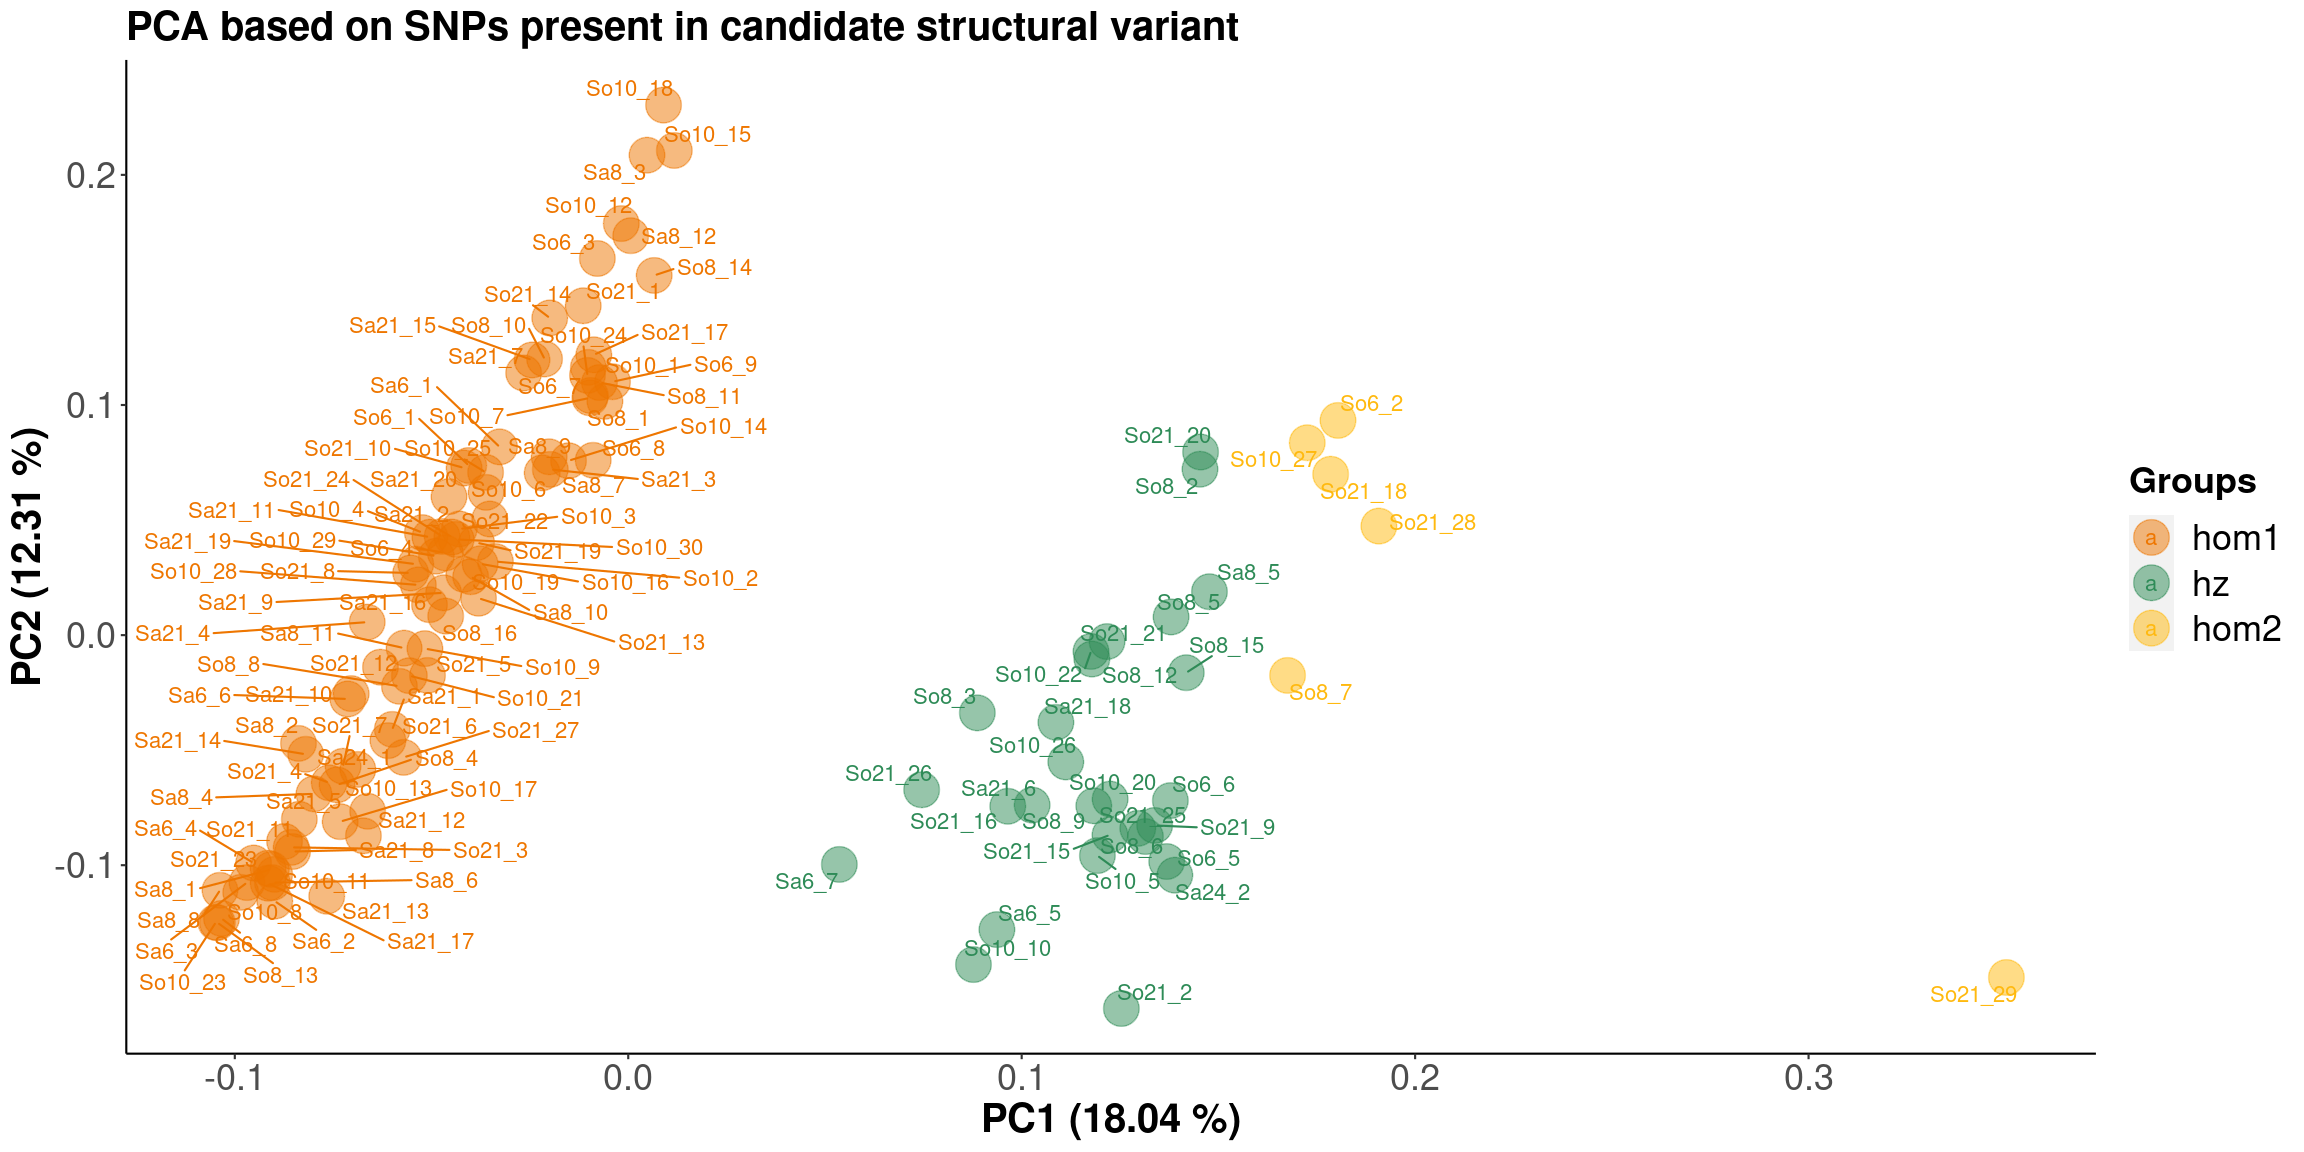 PCA based on SNPs present in candidate structural variant
So10_18
So10_15
Sa8_3
So10_12
Sa8_12
So6_3
So8_14
So21_14
So21_1
Sa21_15
So8_10
So10_24
So21_17
Sa21_7
So10_1
So6_9
Sa6_1
So8_11
So6_1
So10_7
So8_1
So10_14
So21_10
So10_25
Sa8_9
So6_8
So21_24
Sa21_20
So10_6
Sa8_7
Sa21_3
Sa21_11
So10_4
Sa21_2
So21_22
So10_3
Sa21_19
So10_29
So21_19
So10_30
So10_28
So21_8
So10_19
So10_16
So10_2
Sa21_9
Sa21_16
Sa8_10
Sa21_4
Sa8_11
So8_16
So21_13
So8_8
So21_12
So21_5
So10_9
Sa6_6
Sa21_10
Sa21_1
So10_21
Sa8_2
So21_7
So21_6
So21_27
Sa21_14
Sa24_1
So8_4
So21_4
So10_13
So10_17
Sa8_4
Sa21_5
Sa21_12
Sa6_4
So21_11
Sa21_8
So21_3
So21_23
So10_11
Sa8_6
Sa8_1
Sa21_13
Sa8_8
So10_8
Sa6_2
Sa21_17
Sa6_3
Sa6_8
So8_13
So10_23
So21_20
So8_2
So6_2
So10_27
So21_18
So21_28
Sa8_5
So8_5
So21_21
So8_15
So10_22
So8_12
So8_7
So8_3
Sa21_18
So10_26
So21_26
Sa21_6
So10_20
So6_6
So21_16
So8_9
So21_25
So21_9
So21_15
So8_6
So6_5
Sa6_7
So10_5
Sa24_2
Sa6_5
So10_10
So21_2
So21_29
0.2
0.1
0.0
-0.1
-0.1
0.0
0.1
0.2
0.3
PC1 (18.04 %)
PC2 (12.31 %)
Groups
a hom1
a hz
a hom2